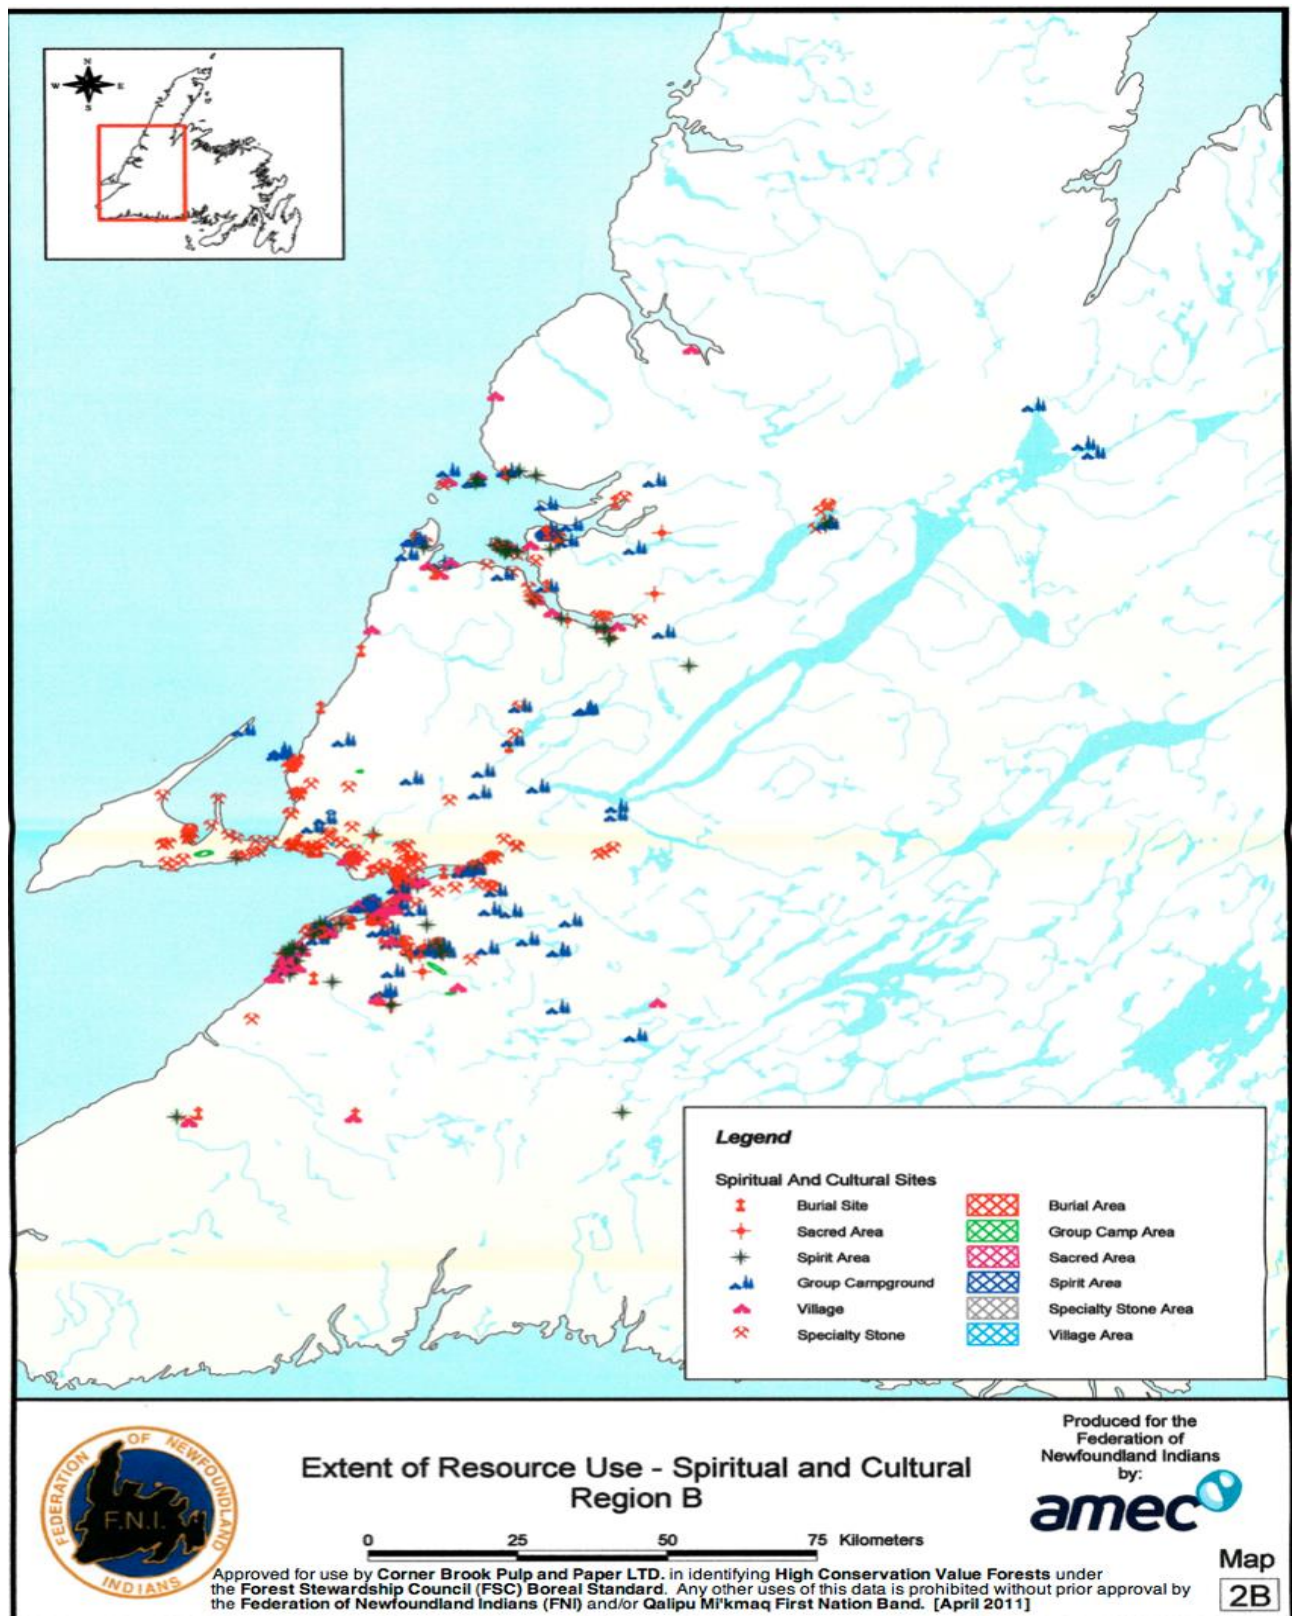 N
W E
S
Legend
Spiritual And Cultural Sites
Burial Site
Sacred Area
Spirit Area
Group Campground
Village
Specialty Stone
Burial Area
Group Camp Area
Sacred Area
Spirit Area
Specialty Stone Area
Village Area
FEDERATION OF NEWFOUNDLAND
F.N.I.
INDIANS
Extent of Resource Use - Spiritual and Cultural
Region B
0 25 50 75 Kilometers
Produced for the
Federation of
Newfoundland Indians
by:
amec
Map
2B
Approved for use by Corner Brook Pulp and Paper LTD. in identifying High Conservation Value Forests under
the Forest Stewardship Council (FSC) Boreal Standard. Any other uses of this data is prohibited without prior approval by
the Federation of Newfoundland Indians (FNI) and/or Qalipu Mi'kmaq First Nation Band. [April 2011]